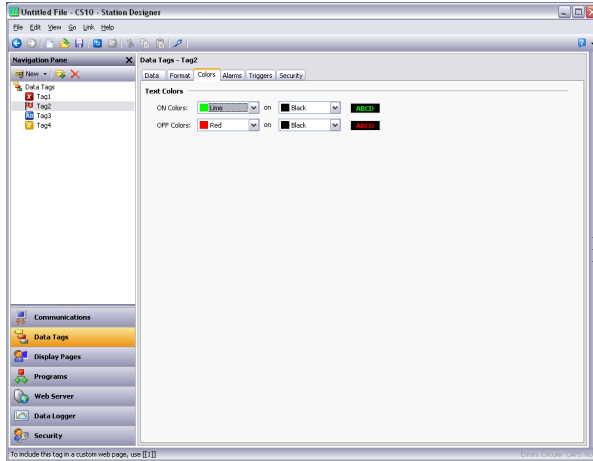 Untitled File - CS10 - Station Designer
File Edit View Go Link Help
Navigation Pane
New
Data Tags
Tag1
Tag2
Tag3
Tag4
Communications
Data Tags
Display Pages
Programs
Web Server
Data Logger
Security
Data Tags - Tag2
Data Format Colors Alarms Triggers Security
Text Colors
ON Colors: Lime on Black ABCD
OFF Colors: Red on Black ABCD
To include this tag in a custom web page, use [[1]]
Errors Circular CAPS